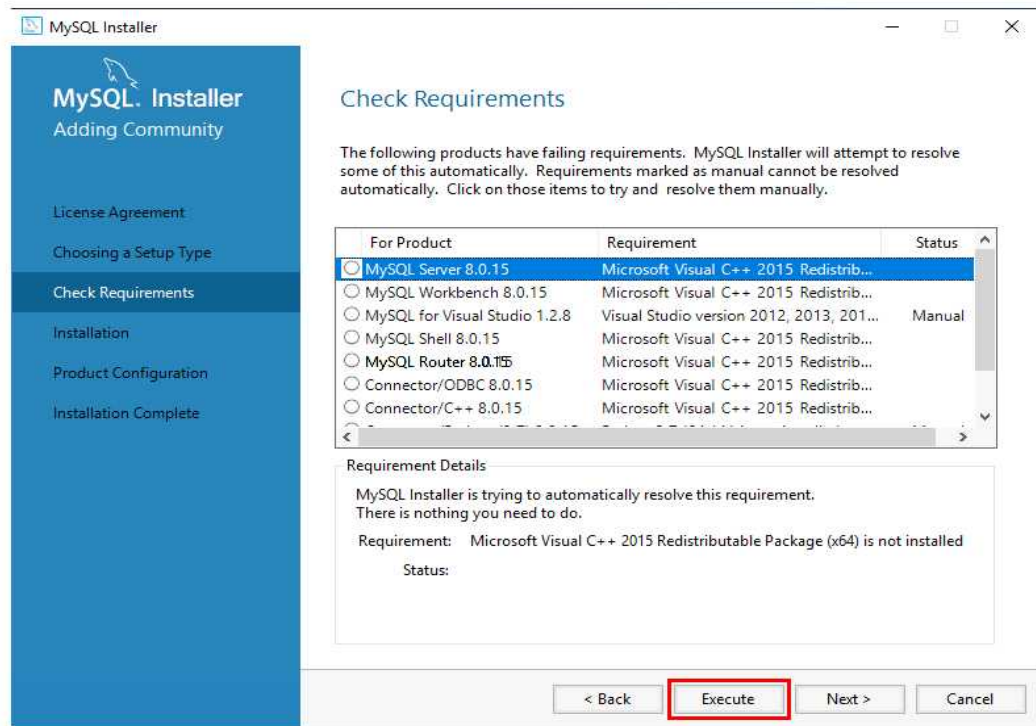 MySQL Installer
MySQL. Installer
Adding Community
License Agreement
Choosing a Setup Type
Check Requirements
Installation
Product Configuration
Installation Complete
Check Requirements
The following products have failing requirements. MySQL Installer will attempt to resolve
some of this automatically. Requirements marked as manual cannot be resolved
automatically. Click on those items to try and resolve them manually.
For Product Requirement Status
MySQL Server 8.0.15 Microsoft Visual C++ 2015 Redistrib...
MySQL Workbench 8.0.15 Microsoft Visual C++ 2015 Redistrib...
MySQL for Visual Studio 1.2.8 Visual Studio version 2012, 2013, 201... Manual
MySQL Shell 8.0.15 Microsoft Visual C++ 2015 Redistrib...
MySQL Router 8.0.15 Microsoft Visual C++ 2015 Redistrib...
Connector/ODBC 8.0.15 Microsoft Visual C++ 2015 Redistrib...
Connector/C++ 8.0.15 Microsoft Visual C++ 2015 Redistrib...
Requirement Details
MySQL Installer is trying to automatically resolve this requirement.
There is nothing you need to do.
Requirement: Microsoft Visual C++ 2015 Redistributable Package (x64) is not installed
Status:
< Back Execute Next > Cancel